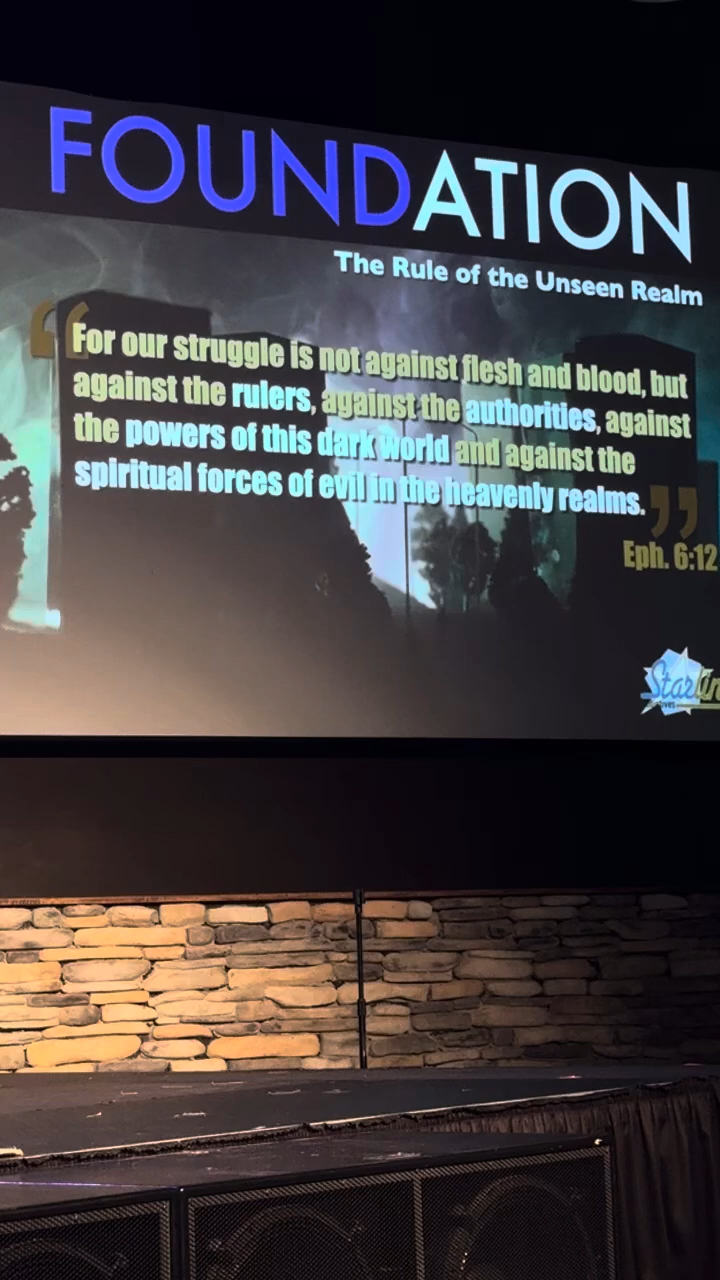 FOUNDATION
The Rule of the Unseen Realm
“For our struggle is not against flesh and blood, but
against the rulers, against the authorities, against
the powers of this dark world and against the
spiritual forces of evil in the heavenly realms.”
Eph. 6:12